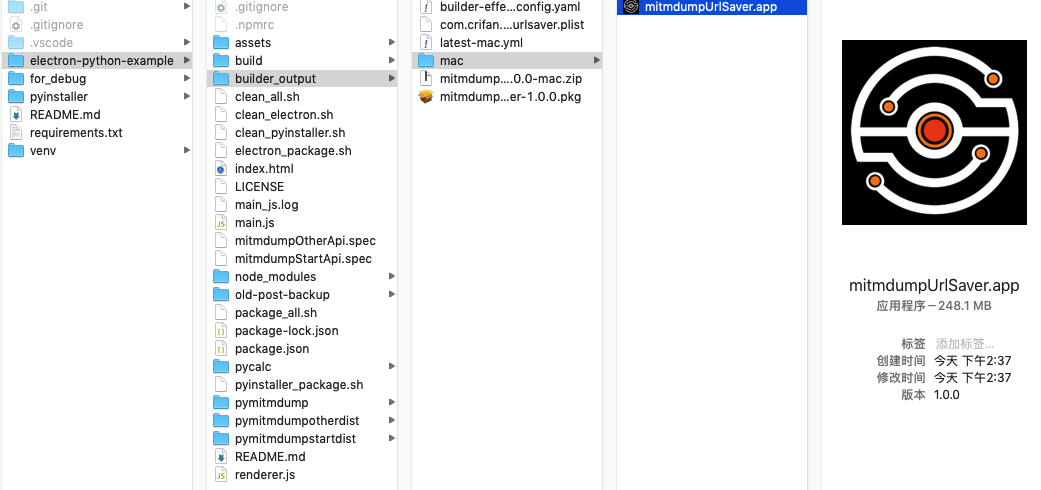 .git
.gitignore
.vscode
electron-python-example
for_debug
pyinstaller
README.md
requirements.txt
venv
.gitignore
.npmrc
assets
build
builder_output
clean_all.sh
clean_electron.sh
clean_pyinstaller.sh
electron_package.sh
index.html
LICENSE
main_js.log
main.js
mitmdumpOtherApi.spec
mitmdumpStartApi.spec
node_modules
old-post-backup
package_all.sh
package-lock.json
package.json
pycalc
pyinstaller_package.sh
pymitmdump
pymitmdumpotherdist
pymitmdumpstartdist
README.md
renderer.js
builder-effe...config.yaml
com.crifan....urlsaver.plist
latest-mac.yml
mac
mitmdump....0.0-mac.zip
mitmdump...er-1.0.0.pkg
mitmdumpUrlSaver.app
mitmdumpUrlSaver.app
应用程序 – 248.1 MB
标签 添加标签...
创建时间 今天 下午2:37
修改时间 今天 下午2:37
版本 1.0.0